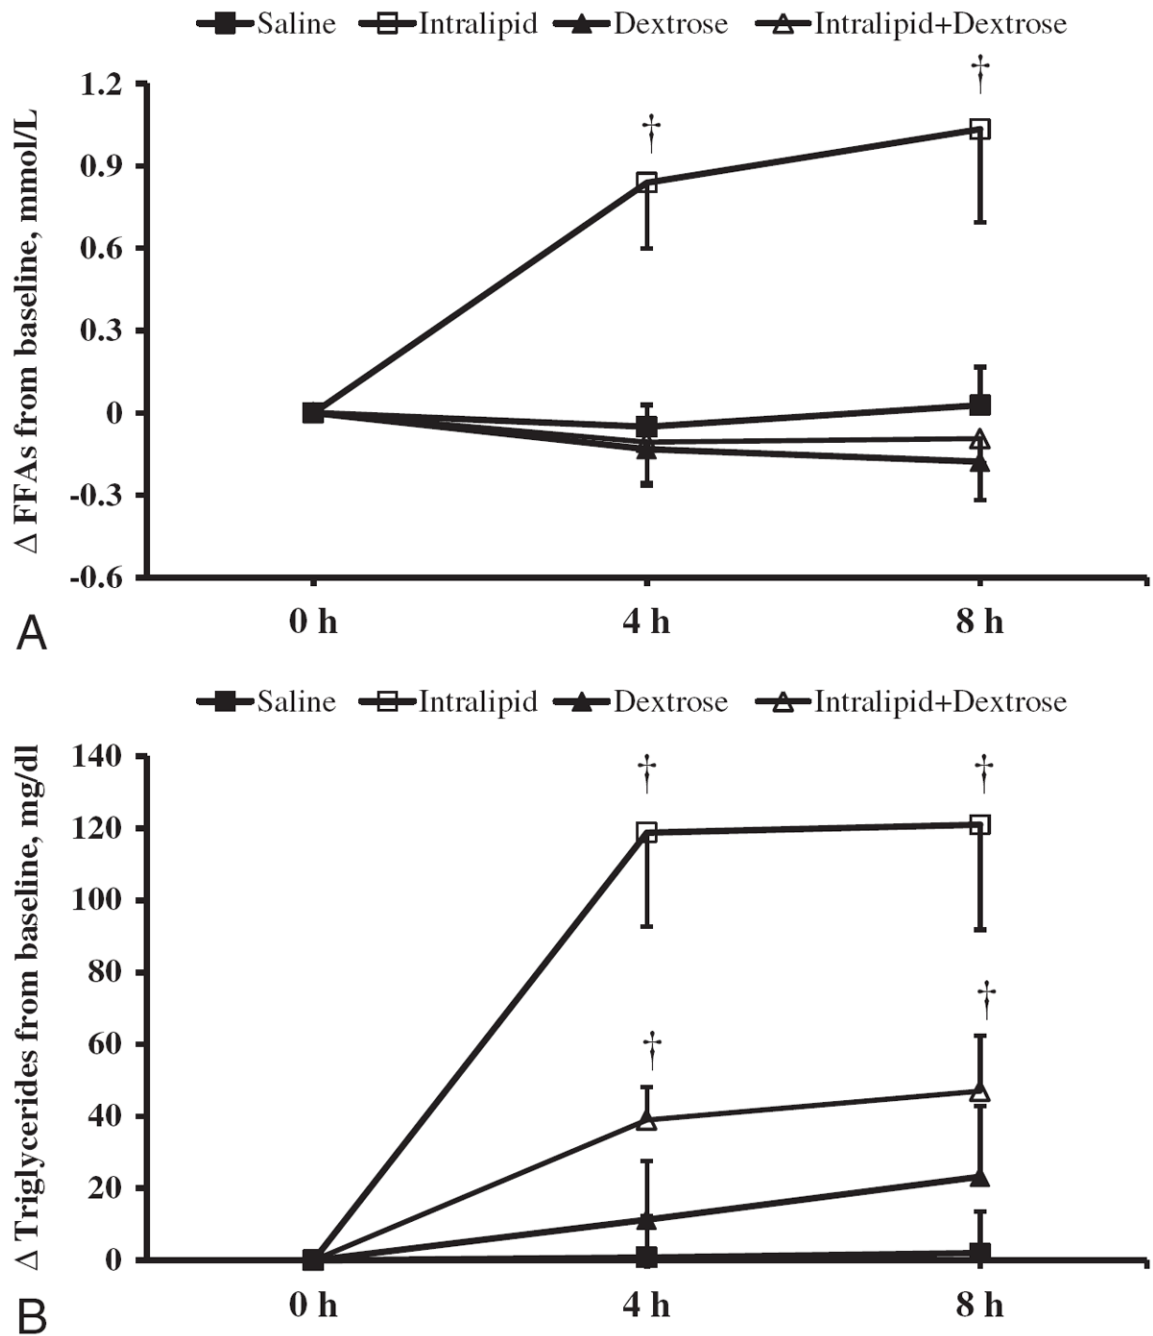 Saline Intralipid Dextrose Intralipid+Dextrose
Δ FFAs from baseline, mmol/L
1.2
0.9
0.6
0.3
0
-0.3
-0.6
†
†
0 h 4 h 8 h
A
Saline Intralipid Dextrose Intralipid+Dextrose
Δ Triglycerides from baseline, mg/dl
140
120
100
80
60
40
20
0
† †
†
†
0 h 4 h 8 h
B